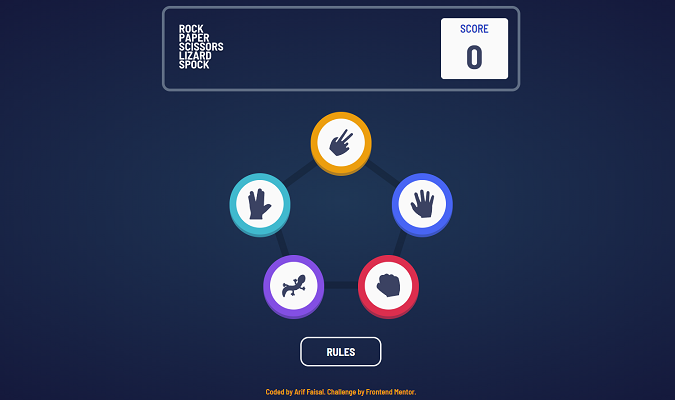 ROCK
PAPER
SCISSORS
LIZARD
SPOCK
SCORE
0
RULES
Coded by Arif Faisal. Challenge by Frontend Mentor.